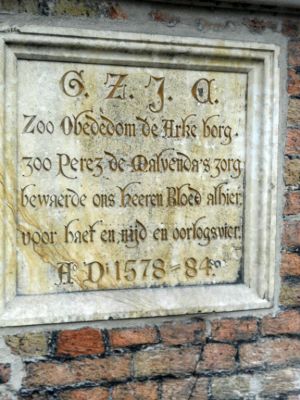 G. Z. J. C.
Zoo Obededom de Arke borg.
zoo Perez de Malvenda's zorg
bewaerde ons heeren Bloed alhier,
voor haet en nijd en oorlogsvier.
A° D: 1578-84.